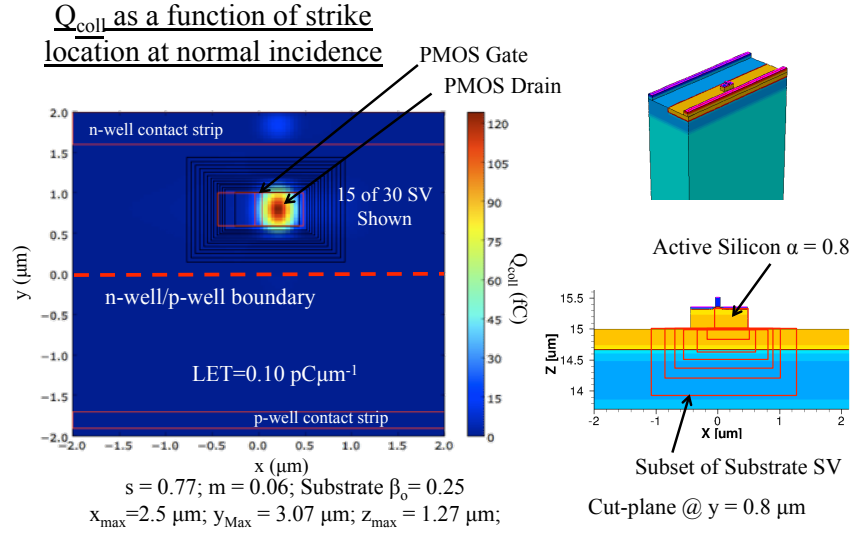 Q_coll as a function of strike
location at normal incidence
PMOS Gate
PMOS Drain
n-well contact strip
15 of 30 SV
Shown
n-well/p-well boundary
LET=0.10 pCμm⁻¹
p-well contact strip
2.0
1.5
1.0
0.5
0.0
−0.5
−1.0
−1.5
−2.0
y (μm)
−2.0 −1.5 −1.0 −0.5 0.0 0.5 1.0 1.5 2.0
x (μm)
120
105
90
75
60
45
30
15
0
Q_coll (fC)
s = 0.77; m = 0.06; Substrate β_o= 0.25
x_max=2.5 μm; y_Max = 3.07 μm; z_max = 1.27 μm;
Active Silicon α = 0.8
15.5
15
14.5
14
Z [um]
-2 -1 0 1 2
X [um]
Subset of Substrate SV
Cut-plane @ y = 0.8 μm